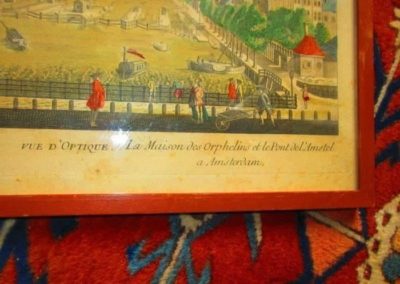 VUE D'OPTIQUE, La Maison des Orphelins et le Pont de l'Amstel
a Amsterdam,